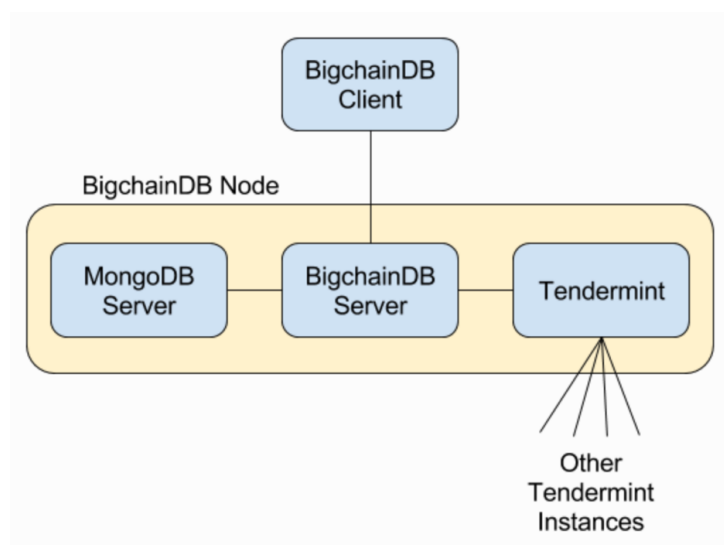 BigchainDB
Client
BigchainDB Node
MongoDB
Server
BigchainDB
Server
Tendermint
Other
Tendermint
Instances